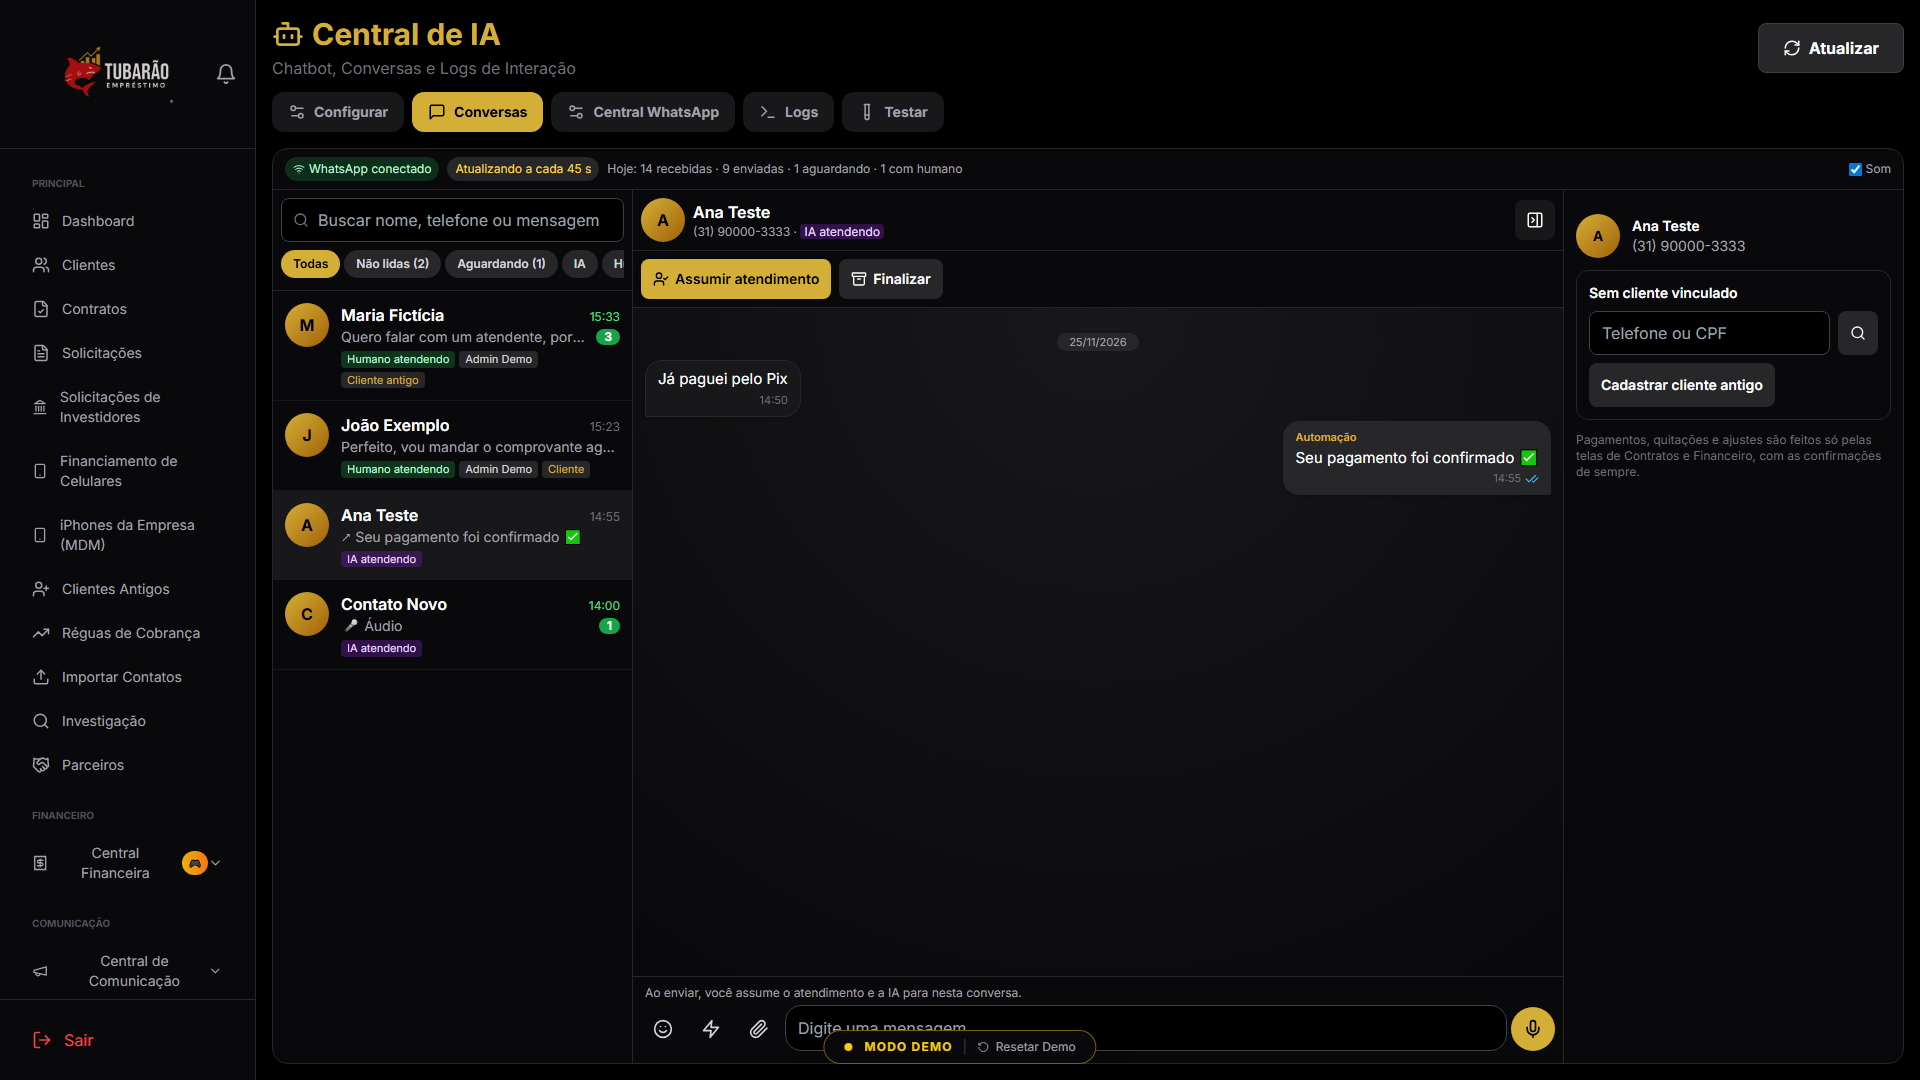 TUBARÃO
EMPRÉSTIMO
Central de IA
Chatbot, Conversas e Logs de Interação
Atualizar
Configurar
Conversas
Central WhatsApp
Logs
Testar
WhatsApp conectado
Atualizando a cada 45 s
Hoje: 14 recebidas · 9 enviadas · 1 aguardando · 1 com humano
Som
PRINCIPAL
Dashboard
Clientes
Contratos
Solicitações
Solicitações de
Investidores
Financiamento de
Celulares
iPhones da Empresa
(MDM)
Clientes Antigos
Réguas de Cobrança
Importar Contatos
Investigação
Parceiros
FINANCEIRO
Central
Financeira
COMUNICAÇÃO
Central de
Comunicação
Sair
Buscar nome, telefone ou mensagem
Todas
Não lidas (2)
Aguardando (1)
IA
M
Maria Fictícia
15:33
Quero falar com um atendente, por...
3
Humano atendendo
Admin Demo
Cliente antigo
J
João Exemplo
15:23
Perfeito, vou mandar o comprovante ag...
Humano atendendo
Admin Demo
Cliente
A
Ana Teste
14:55
↗ Seu pagamento foi confirmado ✅
IA atendendo
C
Contato Novo
14:00
🎤 Áudio
1
IA atendendo
A
Ana Teste
(31) 90000-3333 · IA atendendo
Assumir atendimento
Finalizar
25/11/2026
Já paguei pelo Pix
14:50
Automação
Seu pagamento foi confirmado ✅
14:55
Ao enviar, você assume o atendimento e a IA para nesta conversa.
Digite uma mensagem
MODO DEMO
Resetar Demo
A
Ana Teste
(31) 90000-3333
Sem cliente vinculado
Telefone ou CPF
Cadastrar cliente antigo
Pagamentos, quitações e ajustes são feitos só pelas
telas de Contratos e Financeiro, com as confirmações
de sempre.